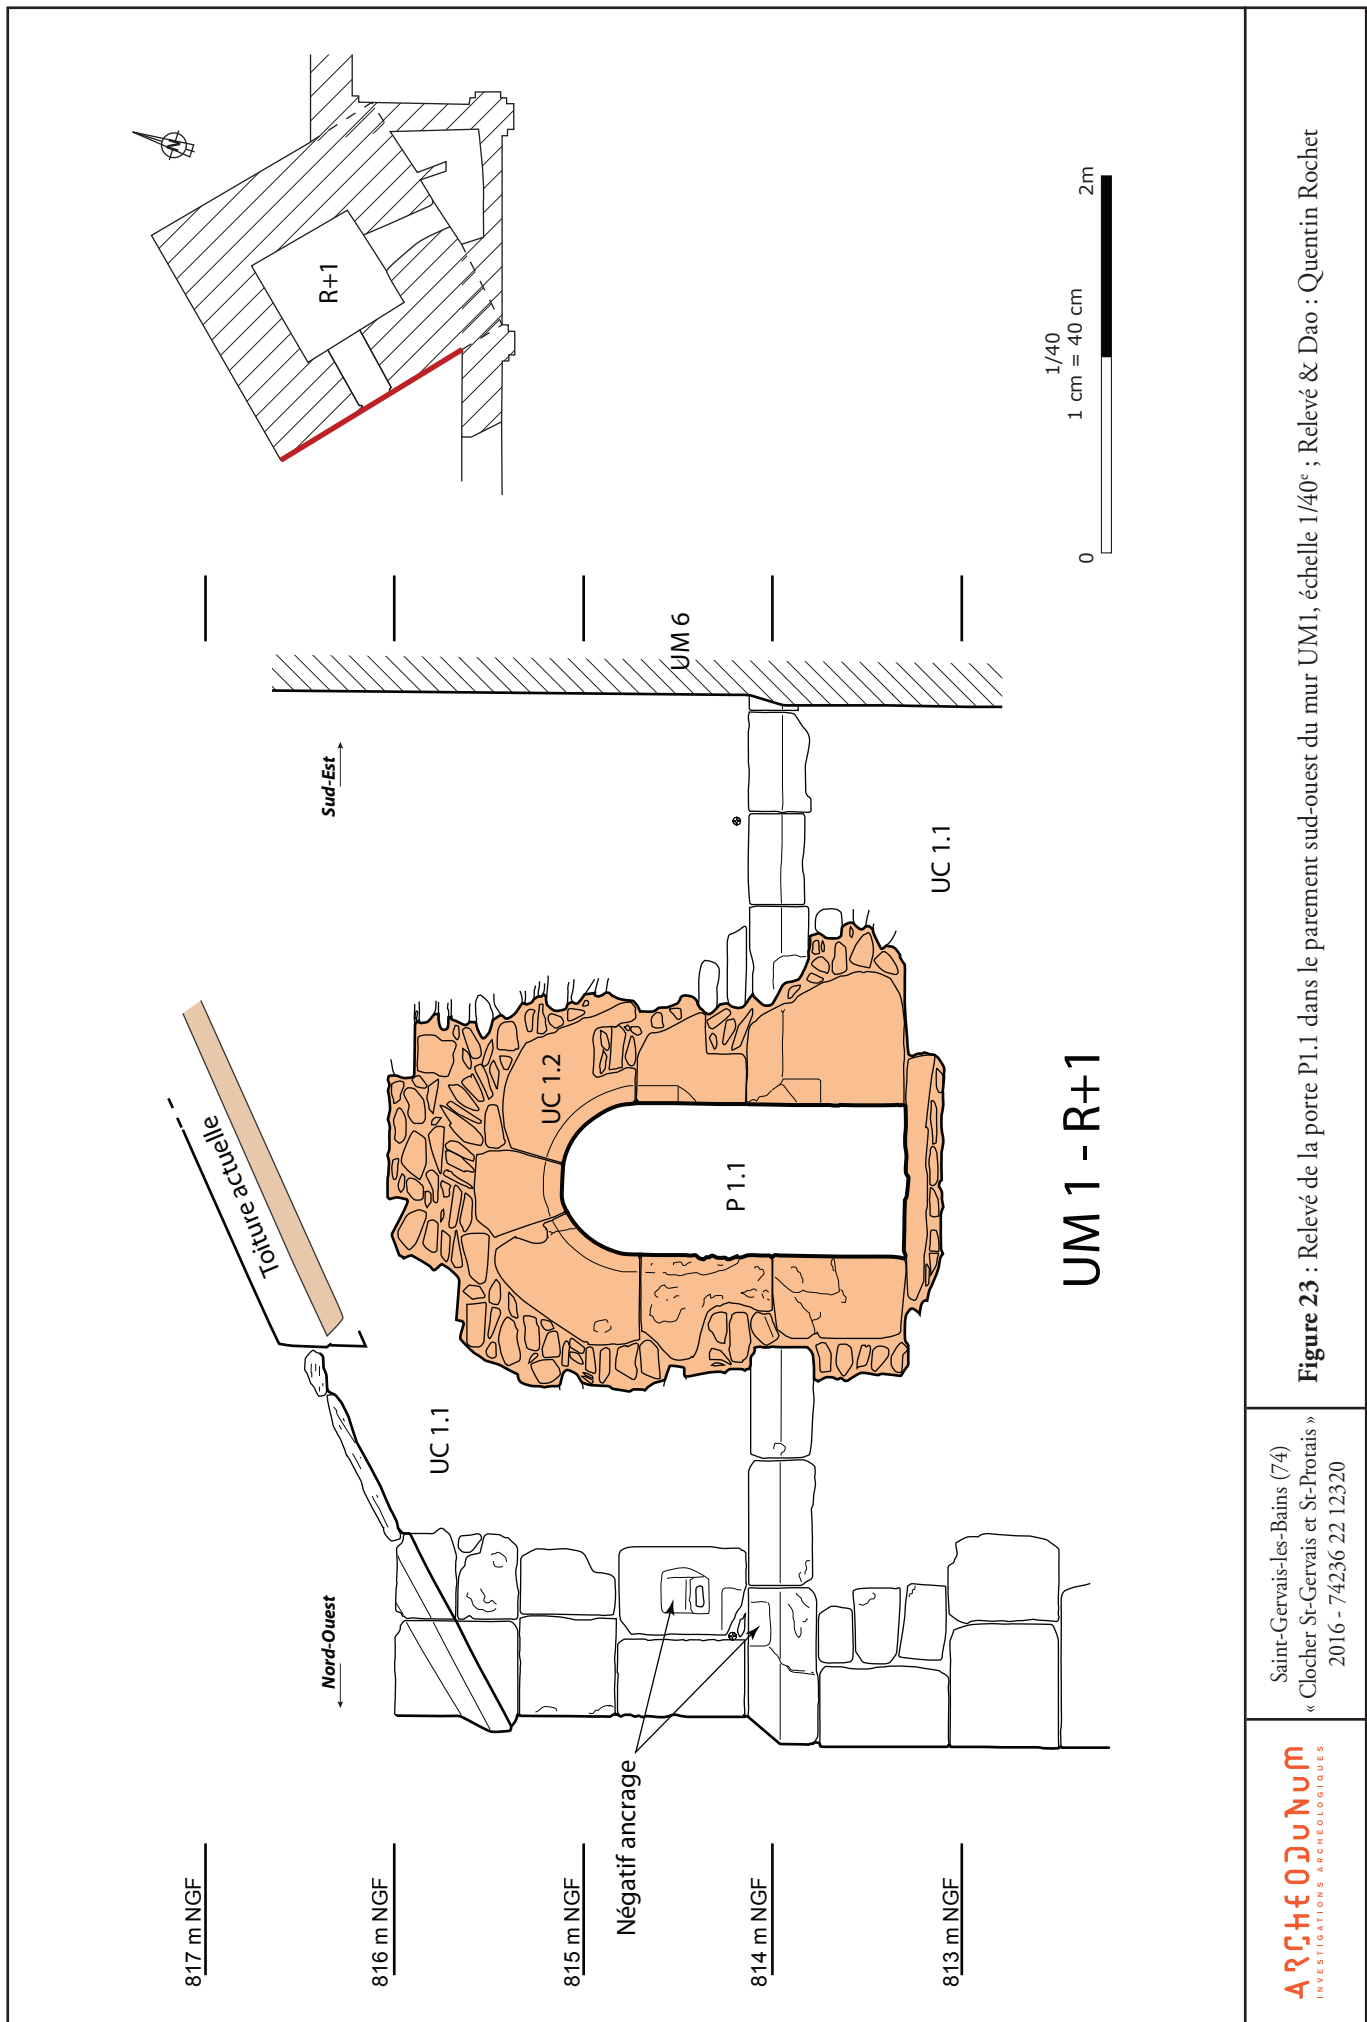 817 m NGF
816 m NGF
815 m NGF
814 m NGF
813 m NGF
Négatif ancrage
Nord-Ouest
Sud-Est
Toiture actuelle
UC 1.1
UC 1.2
P 1.1
UC 1.1
UM 6
UM 1 - R+1
R+1
N
1/40
1 cm = 40 cm
0
2m
ARCHEODUNUM
INVESTIGATIONS ARCHÉOLOGIQUES
Saint-Gervais-les-Bains (74)
« Clocher St-Gervais et St-Protais »
2016 - 74236 22 12320
Figure 23 : Relevé de la porte P1.1 dans le parement sud-ouest du mur UM1, échelle 1/40e ; Relevé & Dao : Quentin Rochet